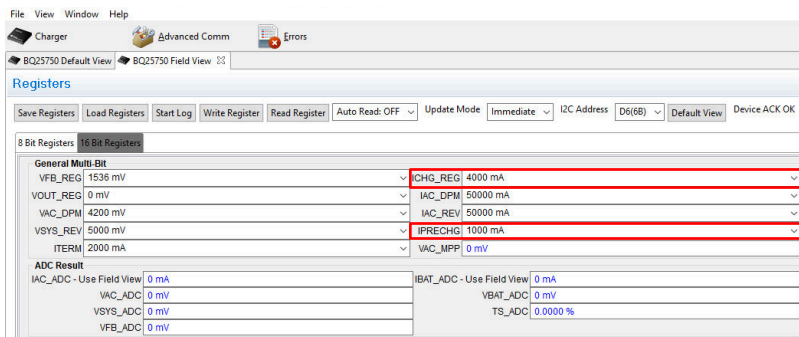 File View Window Help
Charger Advanced Comm Errors
BQ25750 Default View BQ25750 Field View
Registers
Save Registers Load Registers Start Log Write Register Read Register Auto Read: OFF Update Mode Immediate I2C Address D6(6B) Default View Device ACK OK
8 Bit Registers 16 Bit Registers
General Multi-Bit
VFB_REG 1536 mV ICHG_REG 4000 mA
VOUT_REG 0 mV IAC_DPM 50000 mA
VAC_DPM 4200 mV IAC_REV 50000 mA
VSYS_REV 5000 mV IPRECHG 1000 mA
ITERM 2000 mA VAC_MPP 0 mV
ADC Result
IAC_ADC - Use Field View 0 mA IBAT_ADC - Use Field View 0 mA
VAC_ADC 0 mV VBAT_ADC 0 mV
VSYS_ADC 0 mV TS_ADC 0.0000 %
VFB_ADC 0 mV